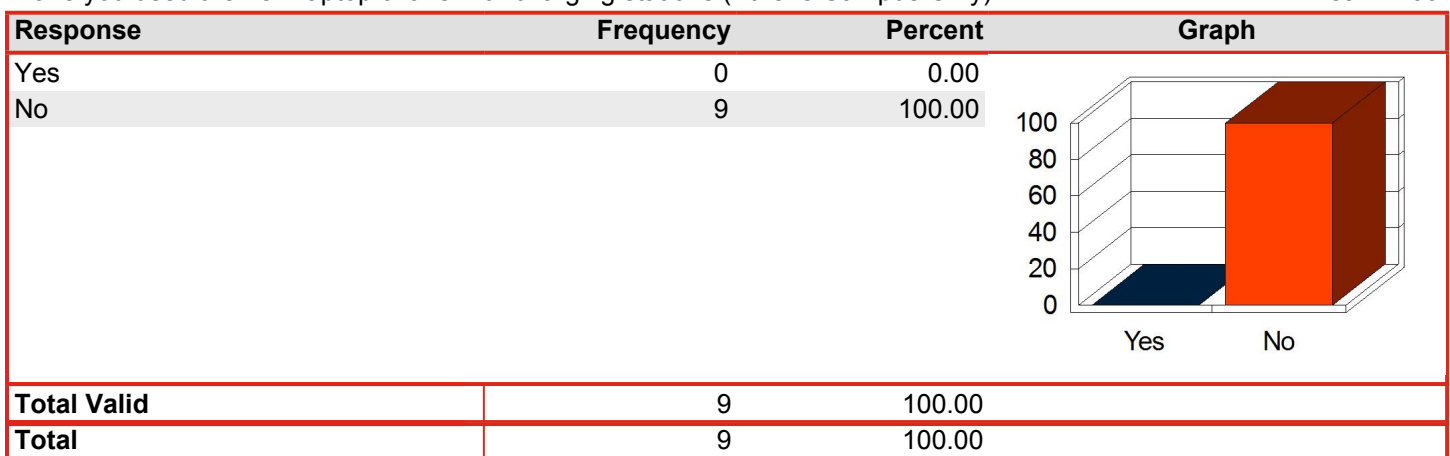 Response Frequency Percent Graph
Yes 0 0.00
No 9 100.00
100
80
60
40
20
0
Yes No
Total Valid 9 100.00
Total 9 100.00